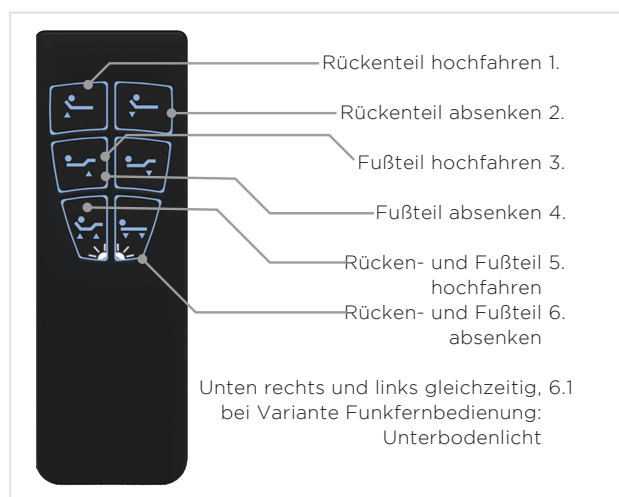 Rückenteil hochfahren 1.
Rückenteil absenken 2.
Fußteil hochfahren 3.
Fußteil absenken 4.
Rücken- und Fußteil 5.
hochfahren
Rücken- und Fußteil 6.
absenken
Unten rechts und links gleichzeitig, 6.1
bei Variante Funkfernbedienung:
Unterbodenlicht